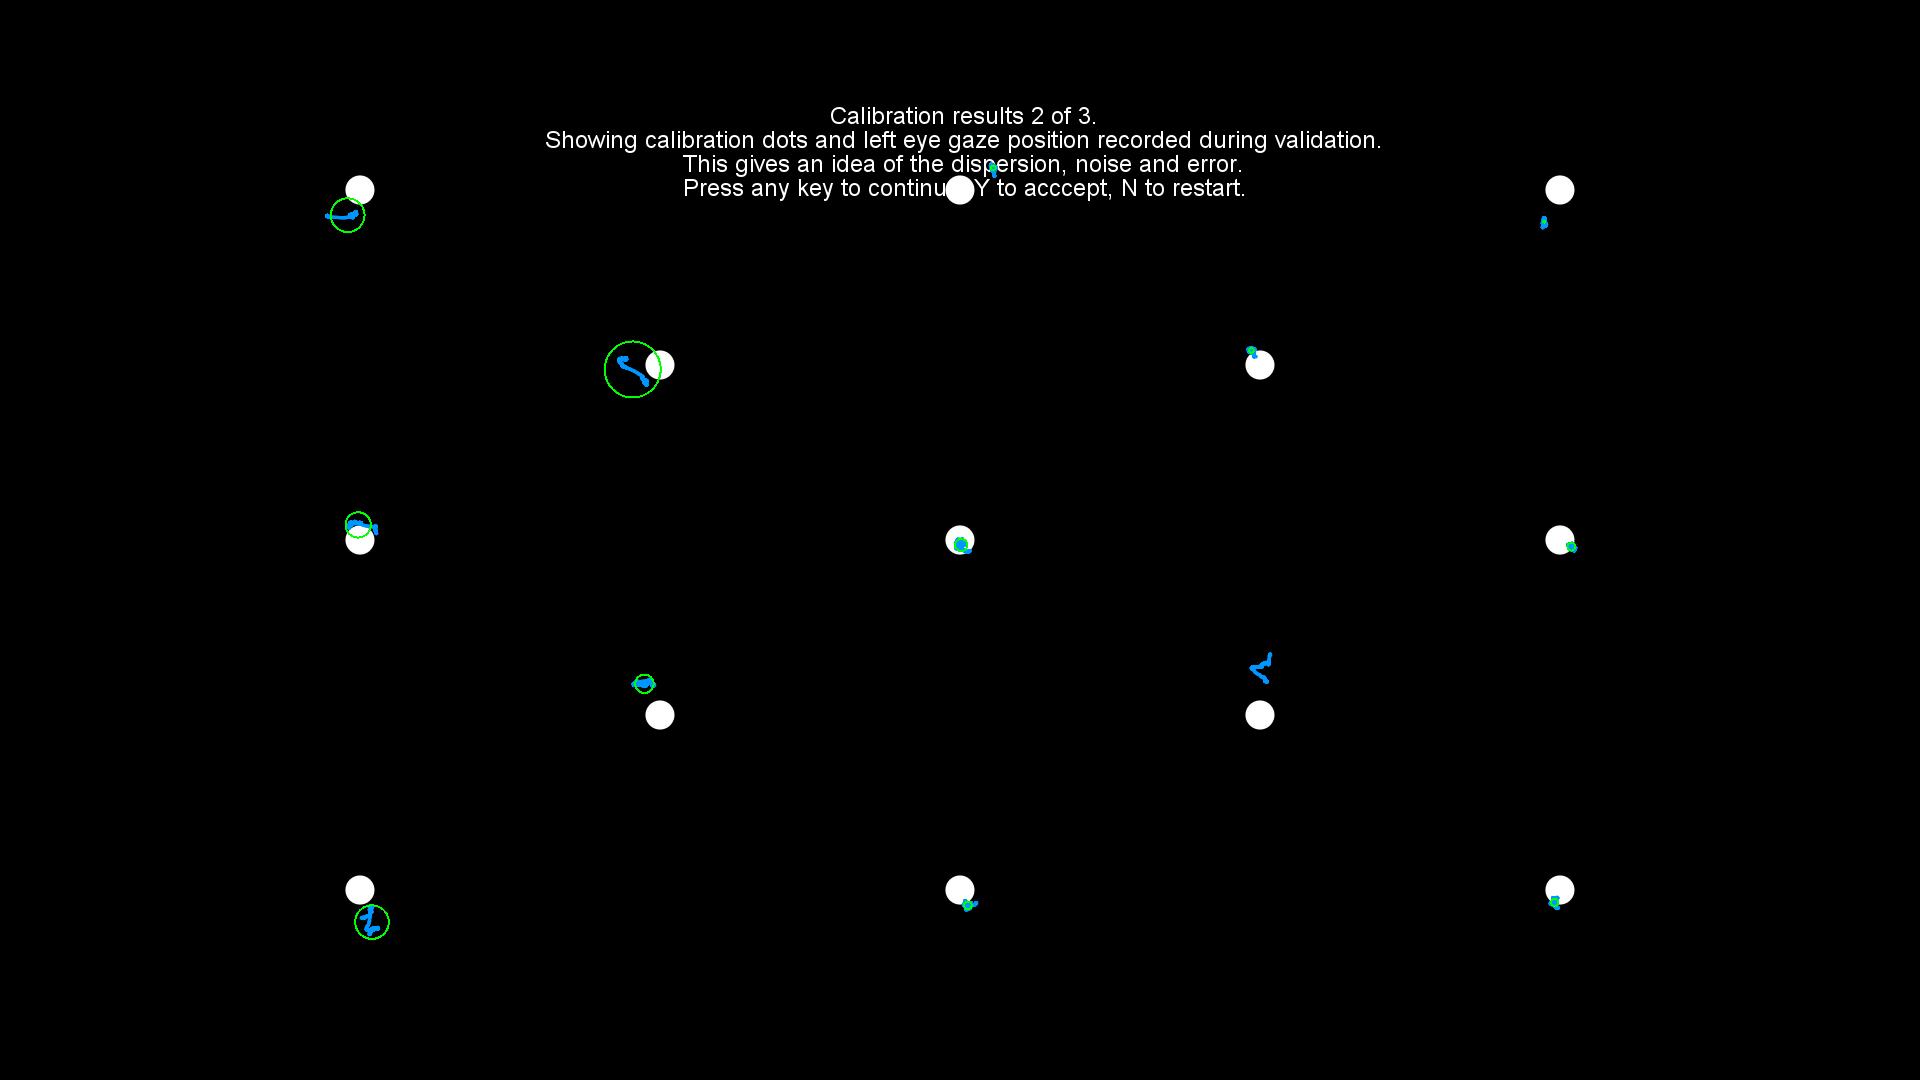 Calibration results 2 of 3.
Showing calibration dots and left eye gaze position recorded during validation.
This gives an idea of the dispersion, noise and error.
Press any key to continu Y to acccept, N to restart.